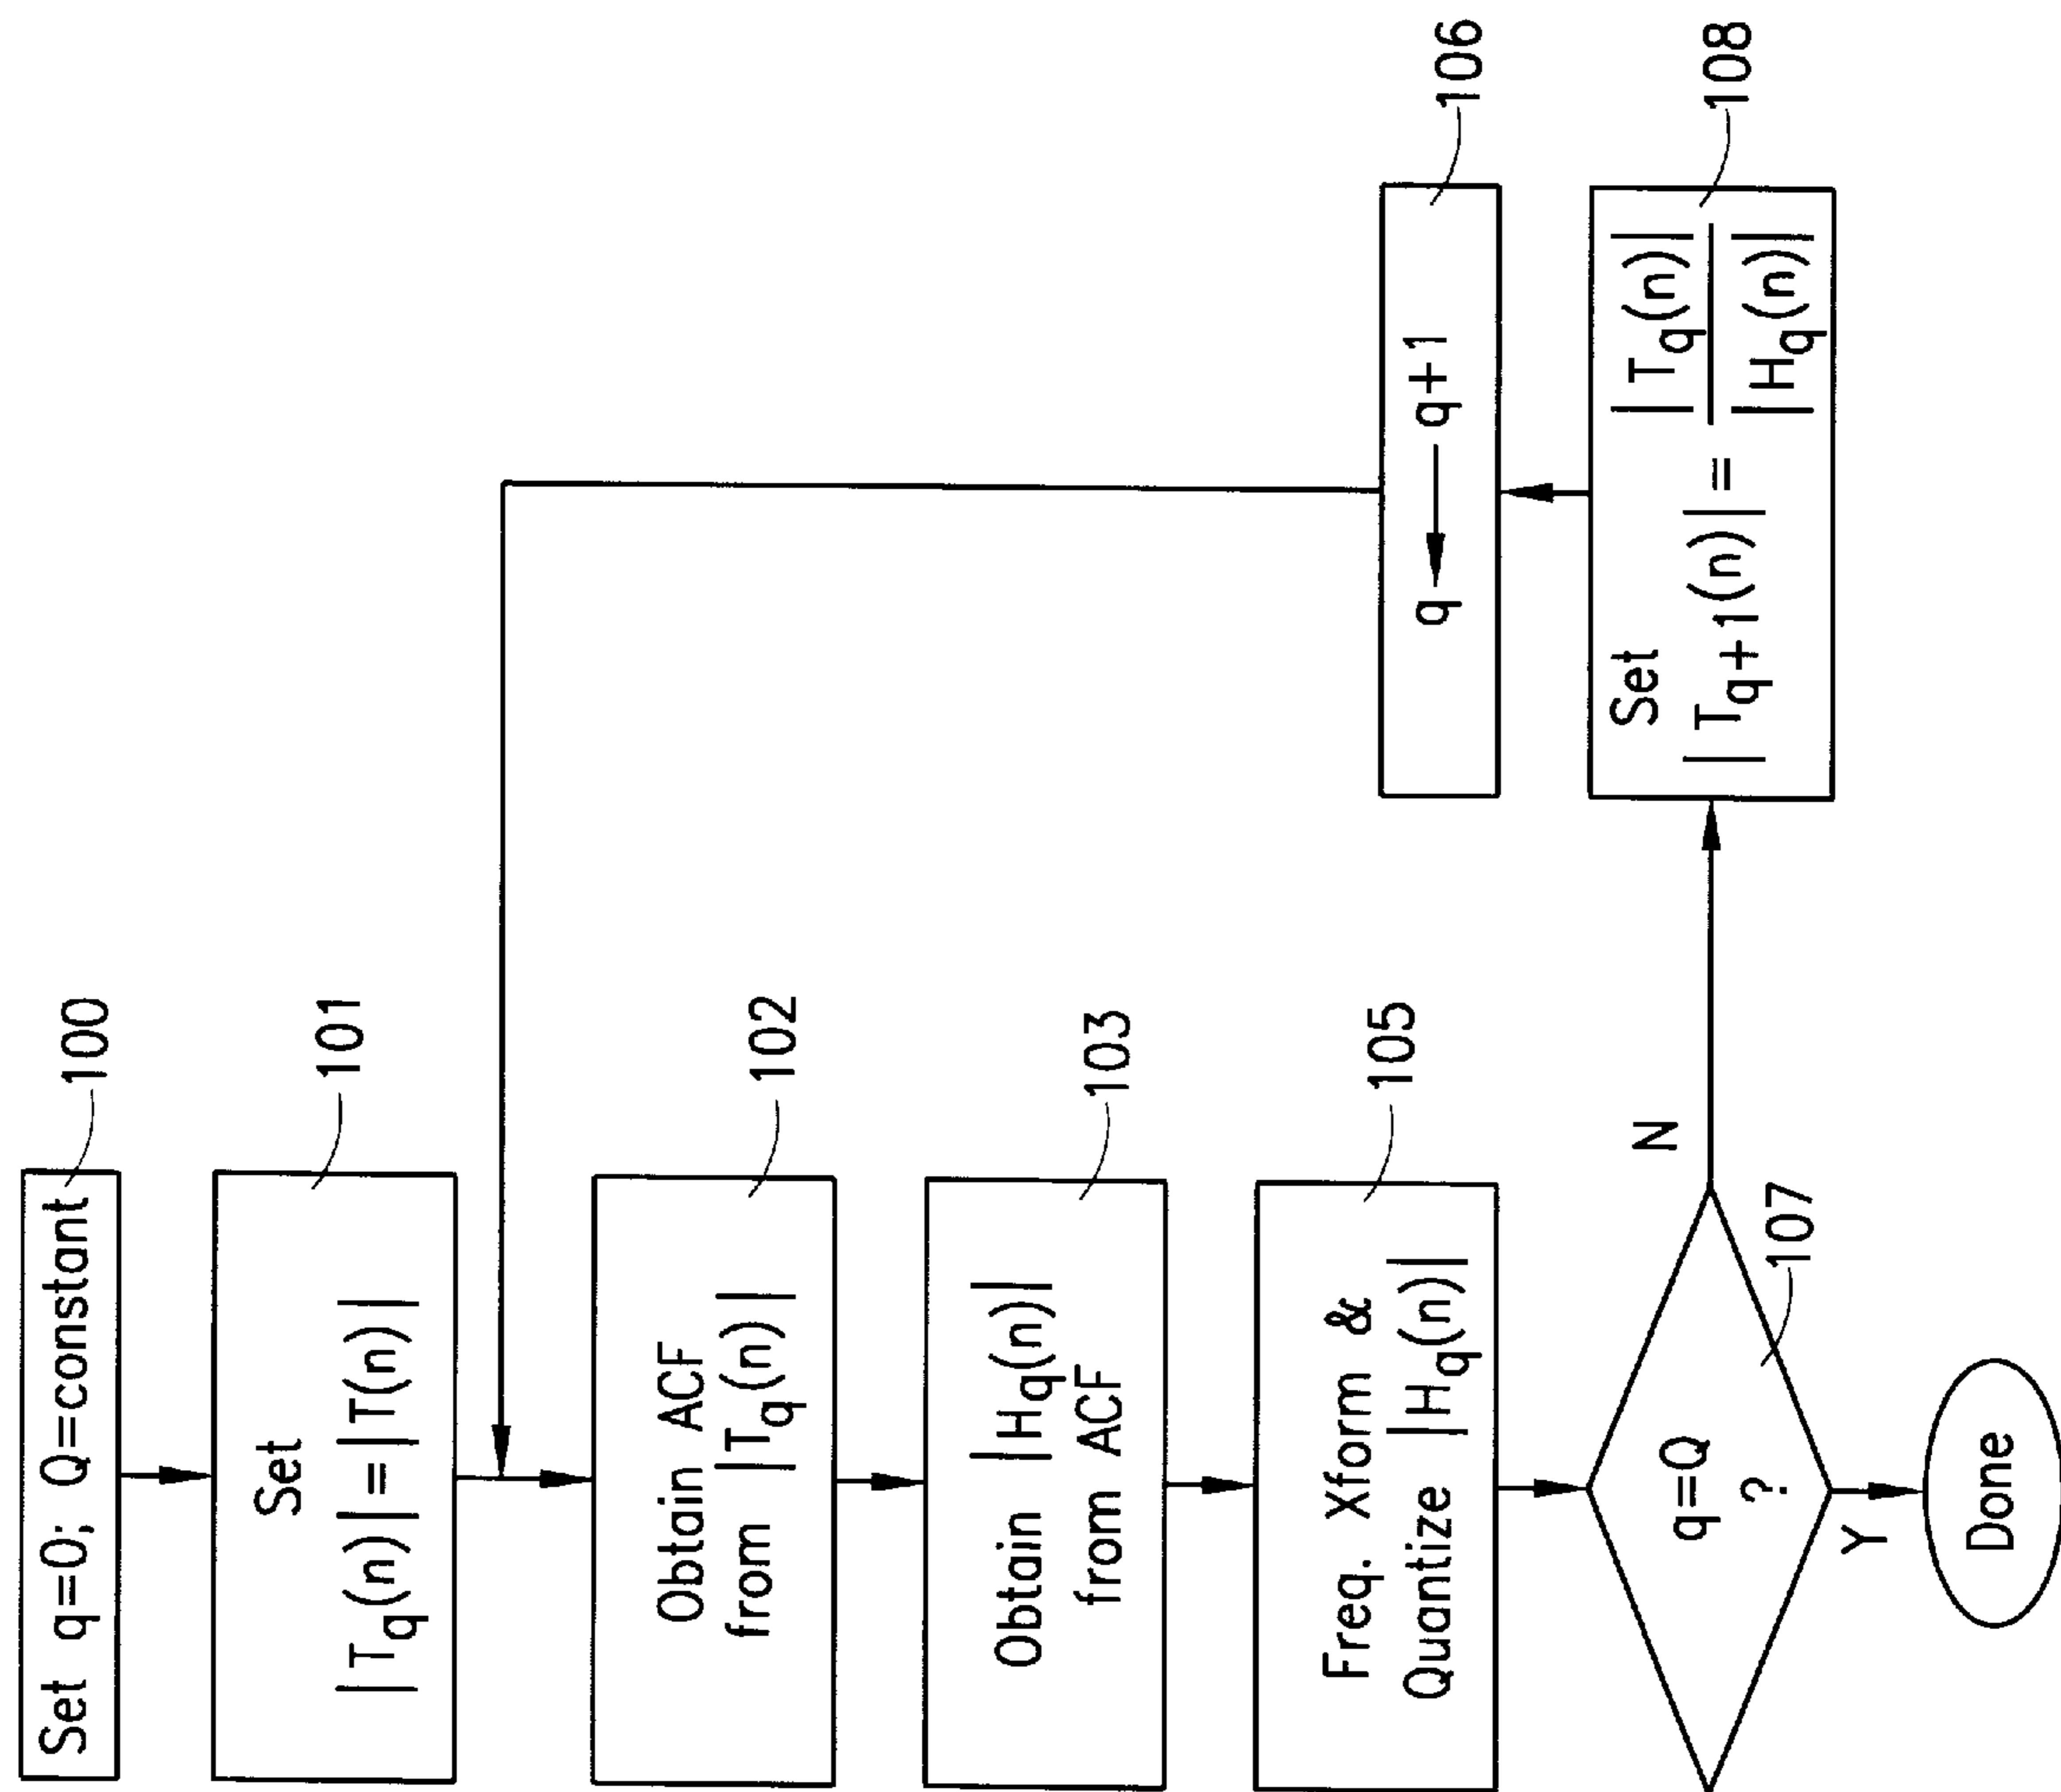 Set q=0; Q=constant
100
Set
|Tq(n)|=|T(n)|
101
Obtain ACF
from |Tq(n)|
102
Obtain |Hq(n)|
from ACF
103
Freq. Xform &
Quantize |Hq(n)|
105
q=Q
?
107
N
Y
Done
Set
|Tq+1(n)|= |Tq(n)|
|Hq(n)|
108
q ← q+1
106